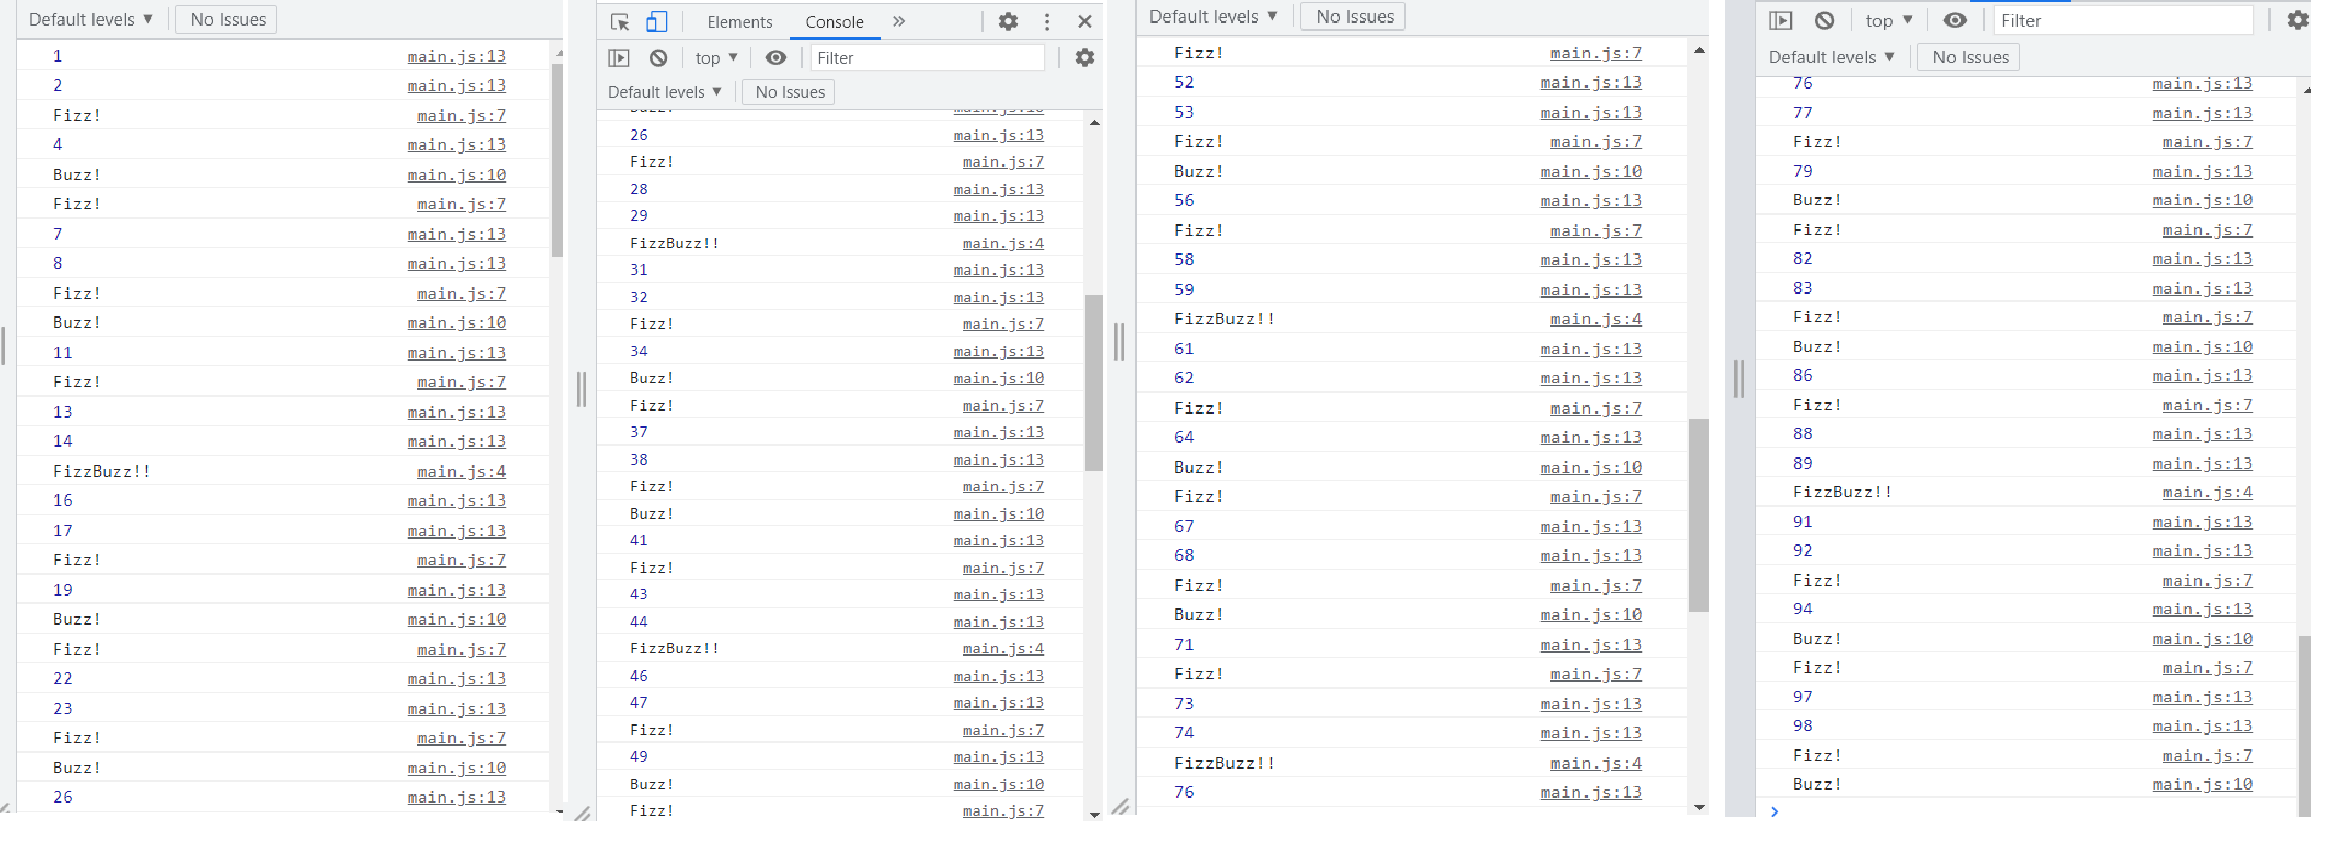 Default levels ▼ No Issues
1 main.js:13
2 main.js:13
Fizz! main.js:7
4 main.js:13
Buzz! main.js:10
Fizz! main.js:7
7 main.js:13
8 main.js:13
Fizz! main.js:7
Buzz! main.js:10
11 main.js:13
Fizz! main.js:7
13 main.js:13
14 main.js:13
FizzBuzz!! main.js:4
16 main.js:13
17 main.js:13
Fizz! main.js:7
19 main.js:13
Buzz! main.js:10
Fizz! main.js:7
22 main.js:13
23 main.js:13
Fizz! main.js:7
Buzz! main.js:10
26 main.js:13
Elements Console »
top ▼ Filter
Default levels ▼ No Issues
26 main.js:13
Fizz! main.js:7
28 main.js:13
29 main.js:13
FizzBuzz!! main.js:4
31 main.js:13
32 main.js:13
Fizz! main.js:7
34 main.js:13
Buzz! main.js:10
Fizz! main.js:7
37 main.js:13
38 main.js:13
Fizz! main.js:7
Buzz! main.js:10
41 main.js:13
Fizz! main.js:7
43 main.js:13
44 main.js:13
FizzBuzz!! main.js:4
46 main.js:13
47 main.js:13
Fizz! main.js:7
49 main.js:13
Buzz! main.js:10
Fizz! main.js:7
Default levels ▼ No Issues
Fizz! main.js:7
52 main.js:13
53 main.js:13
Fizz! main.js:7
Buzz! main.js:10
56 main.js:13
Fizz! main.js:7
58 main.js:13
59 main.js:13
FizzBuzz!! main.js:4
61 main.js:13
62 main.js:13
Fizz! main.js:7
64 main.js:13
Buzz! main.js:10
Fizz! main.js:7
67 main.js:13
68 main.js:13
Fizz! main.js:7
Buzz! main.js:10
71 main.js:13
Fizz! main.js:7
73 main.js:13
74 main.js:13
FizzBuzz!! main.js:4
76 main.js:13
top ▼ Filter
Default levels ▼ No Issues
76 main.js:13
77 main.js:13
Fizz! main.js:7
79 main.js:13
Buzz! main.js:10
Fizz! main.js:7
82 main.js:13
83 main.js:13
Fizz! main.js:7
Buzz! main.js:10
86 main.js:13
Fizz! main.js:7
88 main.js:13
89 main.js:13
FizzBuzz!! main.js:4
91 main.js:13
92 main.js:13
Fizz! main.js:7
94 main.js:13
Buzz! main.js:10
Fizz! main.js:7
97 main.js:13
98 main.js:13
Fizz! main.js:7
Buzz! main.js:10